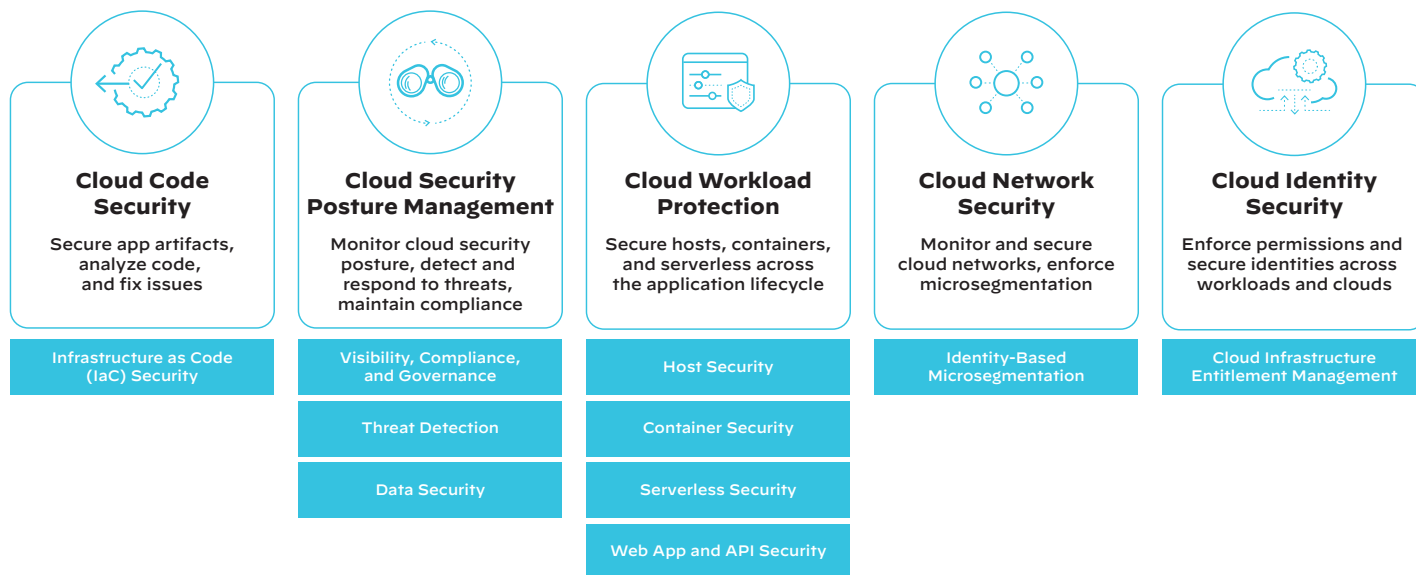 Cloud Code
Security
Secure app artifacts,
analyze code,
and fix issues
Infrastructure as Code
(IaC) Security
Cloud Security
Posture Management
Monitor cloud security
posture, detect and
respond to threats,
maintain compliance
Visibility, Compliance,
and Governance
Threat Detection
Data Security
Cloud Workload
Protection
Secure hosts, containers,
and serverless across
the application lifecycle
Host Security
Container Security
Serverless Security
Web App and API Security
Cloud Network
Security
Monitor and secure
cloud networks, enforce
microsegmentation
Identity-Based
Microsegmentation
Cloud Identity
Security
Enforce permissions and
secure identities across
workloads and clouds
Cloud Infrastructure
Entitlement Management